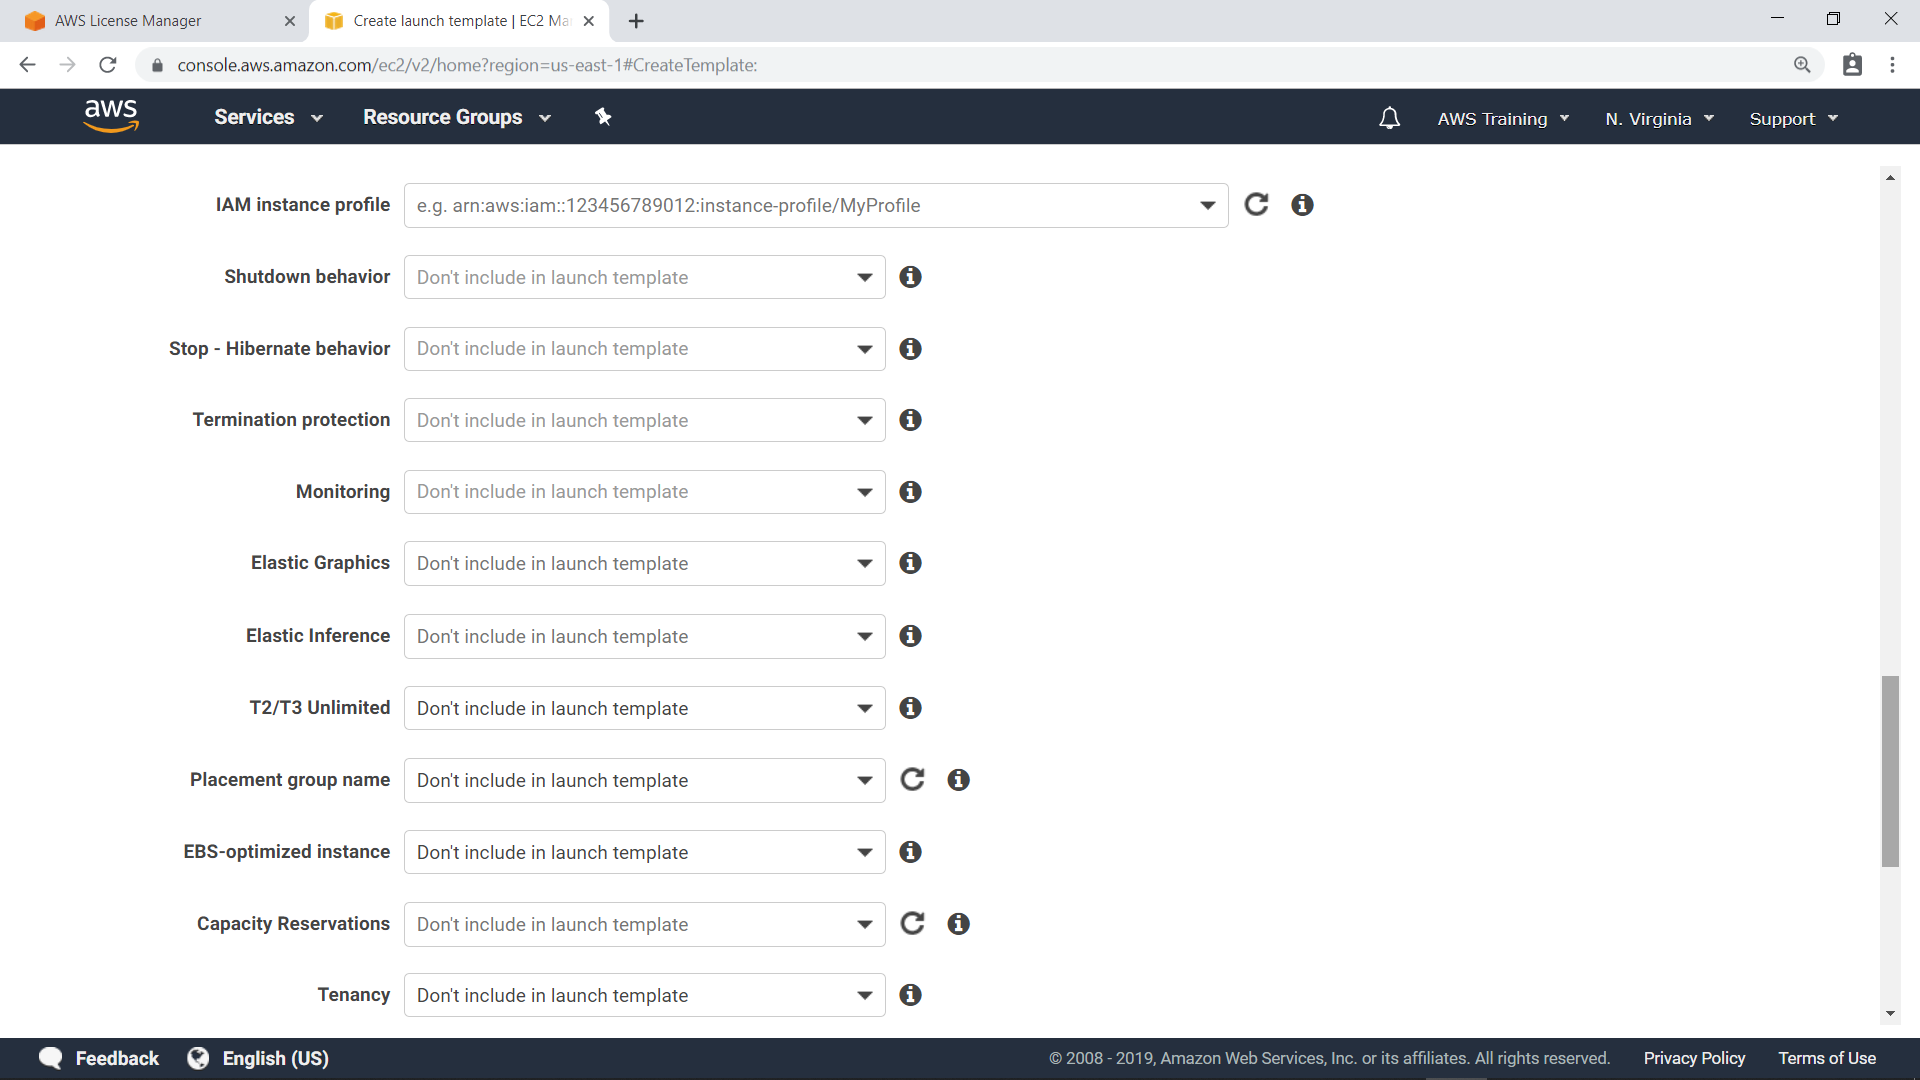 AWS License Manager
Create launch template | EC2 Ma
console.aws.amazon.com/ec2/v2/home?region=us-east-1#CreateTemplate:
aws Services Resource Groups AWS Training N. Virginia Support
IAM instance profile e.g. arn:aws:iam::123456789012:instance-profile/MyProfile
Shutdown behavior Don't include in launch template
Stop - Hibernate behavior Don't include in launch template
Termination protection Don't include in launch template
Monitoring Don't include in launch template
Elastic Graphics Don't include in launch template
Elastic Inference Don't include in launch template
T2/T3 Unlimited Don't include in launch template
Placement group name Don't include in launch template
EBS-optimized instance Don't include in launch template
Capacity Reservations Don't include in launch template
Tenancy Don't include in launch template
Feedback English (US) © 2008 - 2019, Amazon Web Services, Inc. or its affiliates. All rights reserved. Privacy Policy Terms of Use